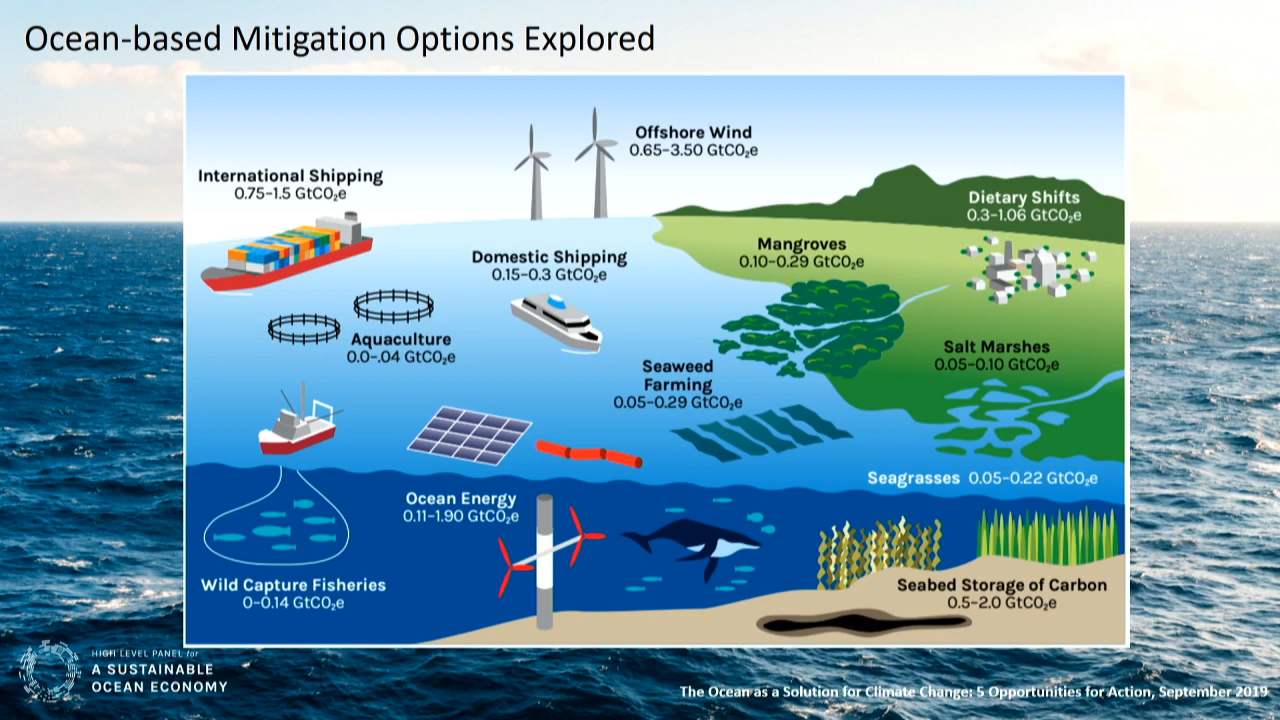 Ocean-based Mitigation Options Explored
Offshore Wind
0.65–3.50 GtCO₂e
International Shipping
0.75–1.5 GtCO₂e
Dietary Shifts
0.3–1.06 GtCO₂e
Mangroves
0.10–0.29 GtCO₂e
Domestic Shipping
0.15–0.3 GtCO₂e
Aquaculture
0.0–.04 GtCO₂e
Salt Marshes
0.05–0.10 GtCO₂e
Seaweed
Farming
0.05–0.29 GtCO₂e
Seagrasses 0.05–0.22 GtCO₂e
Ocean Energy
0.11–1.90 GtCO₂e
Wild Capture Fisheries
0–0.14 GtCO₂e
Seabed Storage of Carbon
0.5–2.0 GtCO₂e
HIGH LEVEL PANEL for
A SUSTAINABLE
OCEAN ECONOMY
The Ocean as a Solution for Climate Change: 5 Opportunities for Action, September 2019